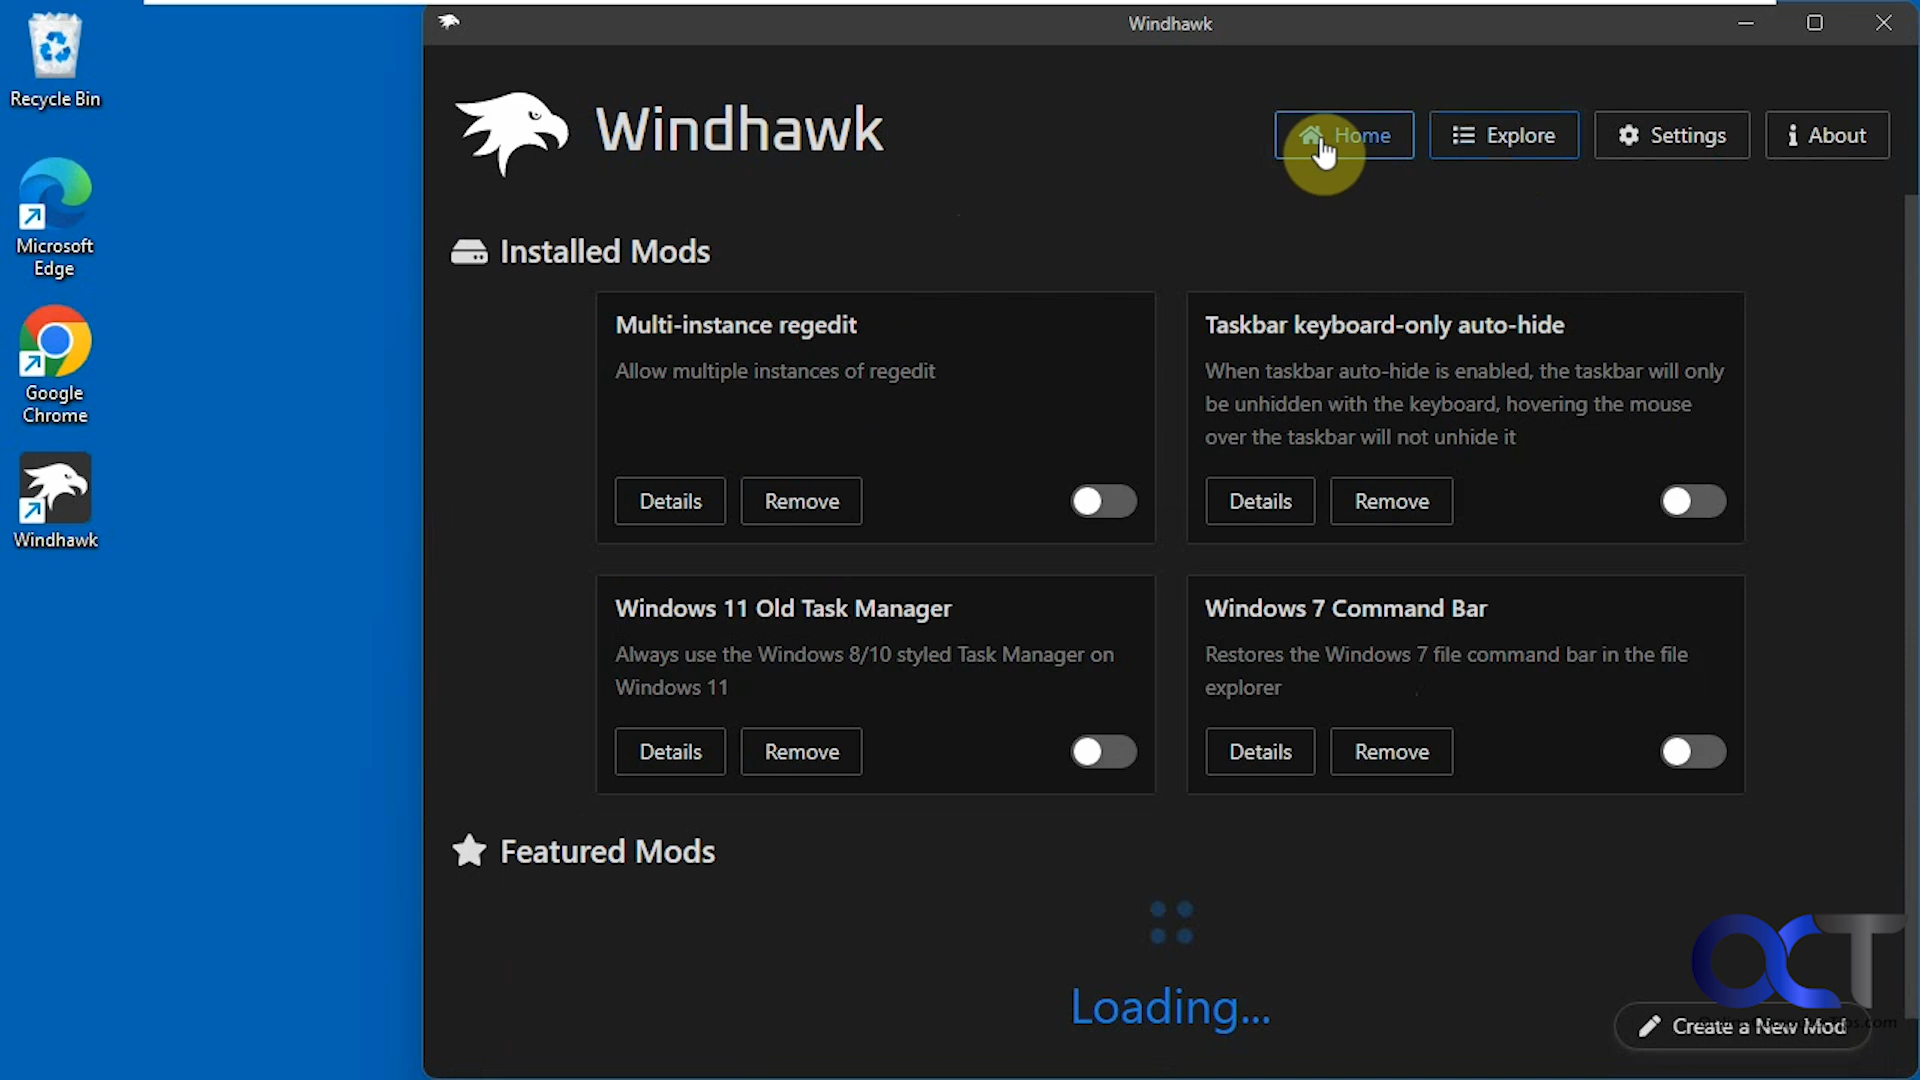 Recycle Bin
Microsoft
Edge
Google
Chrome
Windhawk
Windhawk
Windhawk
Home
Explore
Settings
About
Installed Mods
Multi-instance regedit
Allow multiple instances of regedit
Details
Remove
Taskbar keyboard-only auto-hide
When taskbar auto-hide is enabled, the taskbar will only
be unhidden with the keyboard, hovering the mouse
over the taskbar will not unhide it
Details
Remove
Windows 11 Old Task Manager
Always use the Windows 8/10 styled Task Manager on
Windows 11
Details
Remove
Windows 7 Command Bar
Restores the Windows 7 file command bar in the file
explorer
Details
Remove
Featured Mods
Loading...
OCT
Create a New Mod